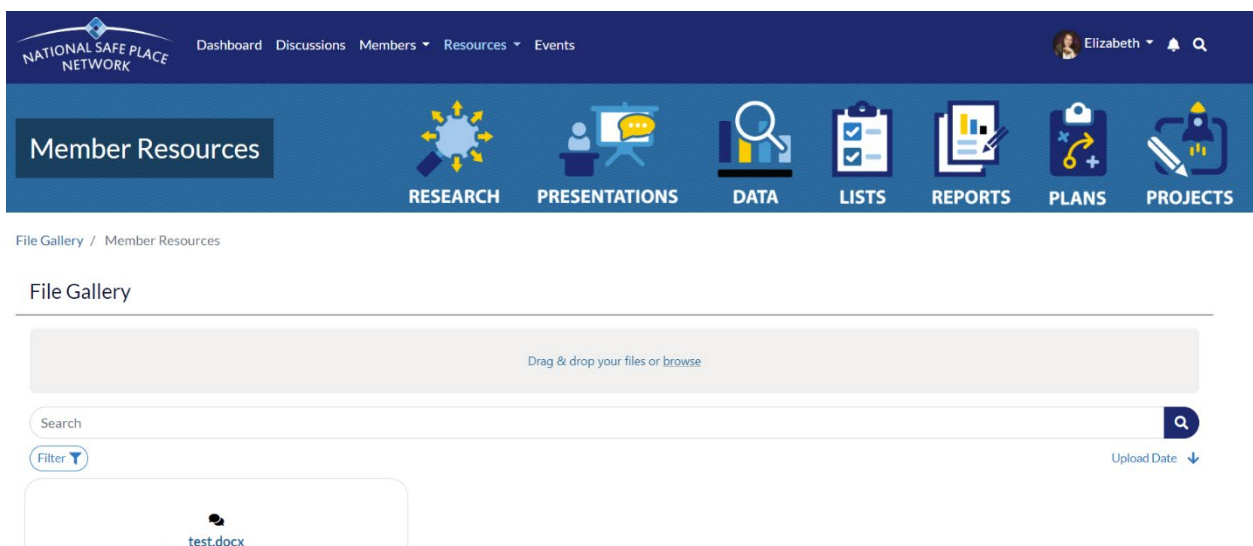 NATIONAL SAFE PLACE
NETWORK
Dashboard Discussions Members Resources Events
Elizabeth
Member Resources
RESEARCH PRESENTATIONS DATA LISTS REPORTS PLANS PROJECTS
File Gallery / Member Resources
File Gallery
Drag & drop your files or browse
Search
Filter
Upload Date
test.docx